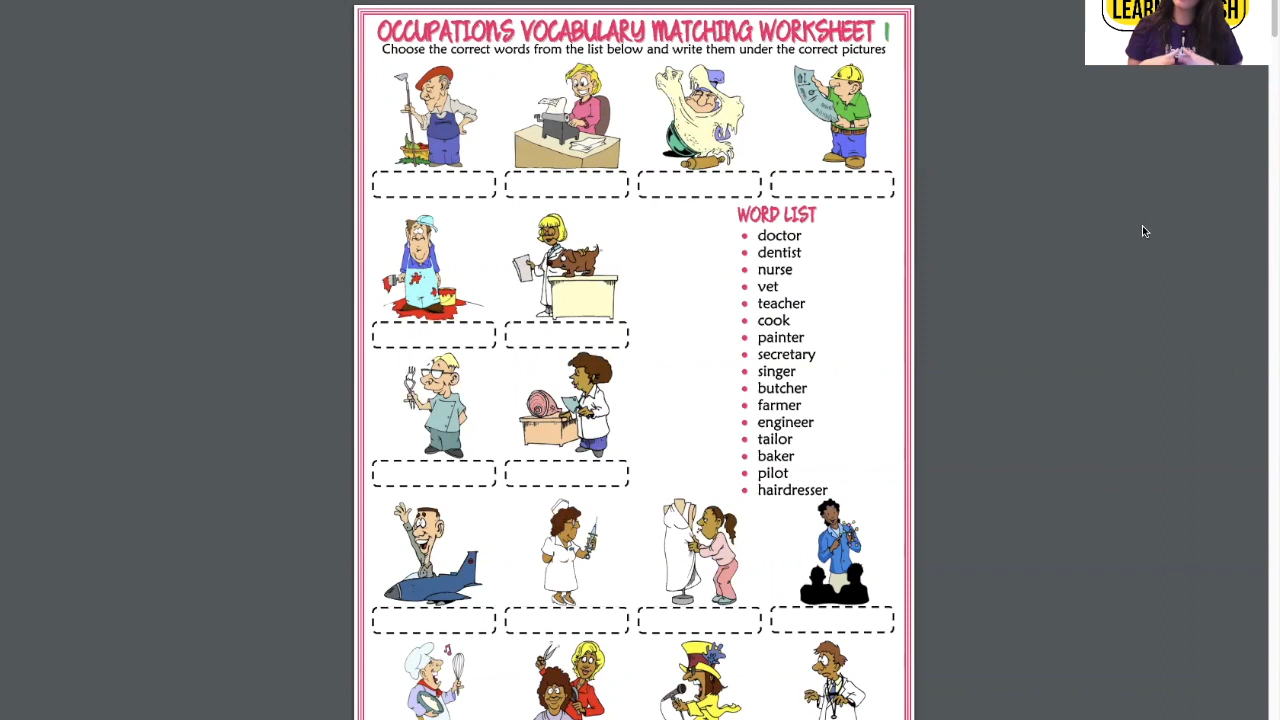 OCCUPATIONS VOCABULARY MATCHING WORKSHEET 1
Choose the correct words from the list below and write them under the correct pictures
WORD LIST
• doctor
• dentist
• nurse
• vet
• teacher
• cook
• painter
• secretary
• singer
• butcher
• farmer
• engineer
• tailor
• baker
• pilot
• hairdresser